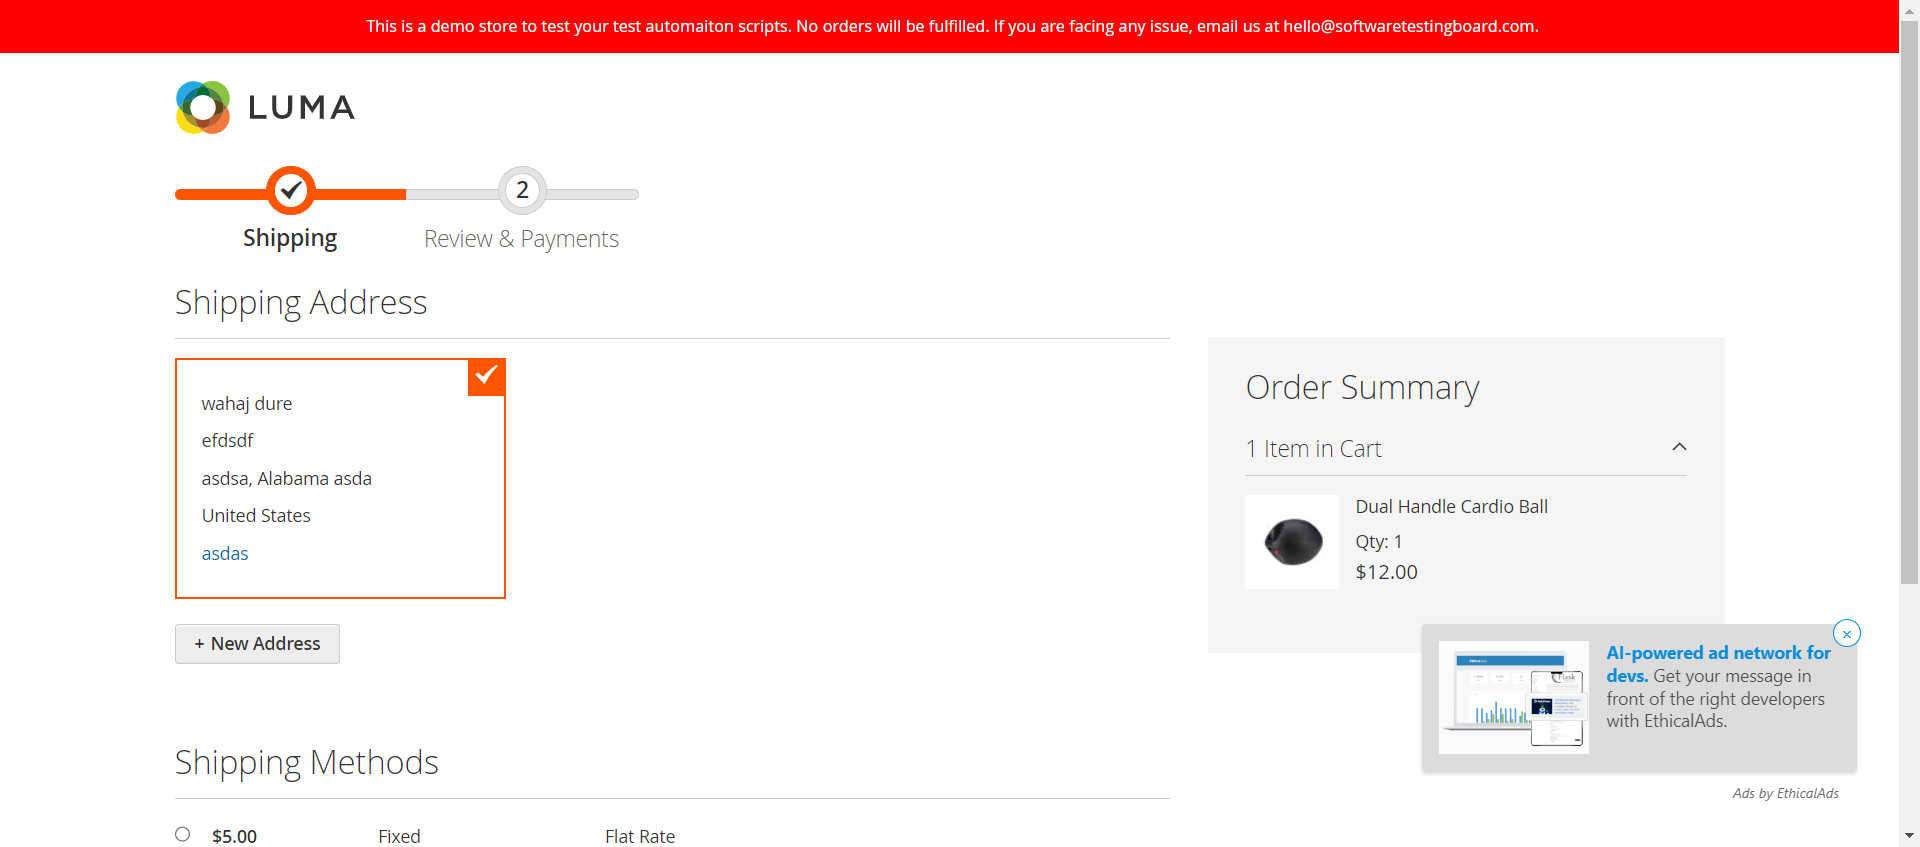 This is a demo store to test your test automaiton scripts. No orders will be fulfilled. If you are facing any issue, email us at hello@softwaretestingboard.com.
LUMA
2
Shipping
Review & Payments
Shipping Address
wahaj dure
efdsdf
asdsa, Alabama asda
United States
asdas
+ New Address
Order Summary
1 Item in Cart
Dual Handle Cardio Ball
Qty: 1
$12.00
×
AI-powered ad network for
devs. Get your message in
front of the right developers
with EthicalAds.
Ads by EthicalAds
Shipping Methods
$5.00 Fixed Flat Rate